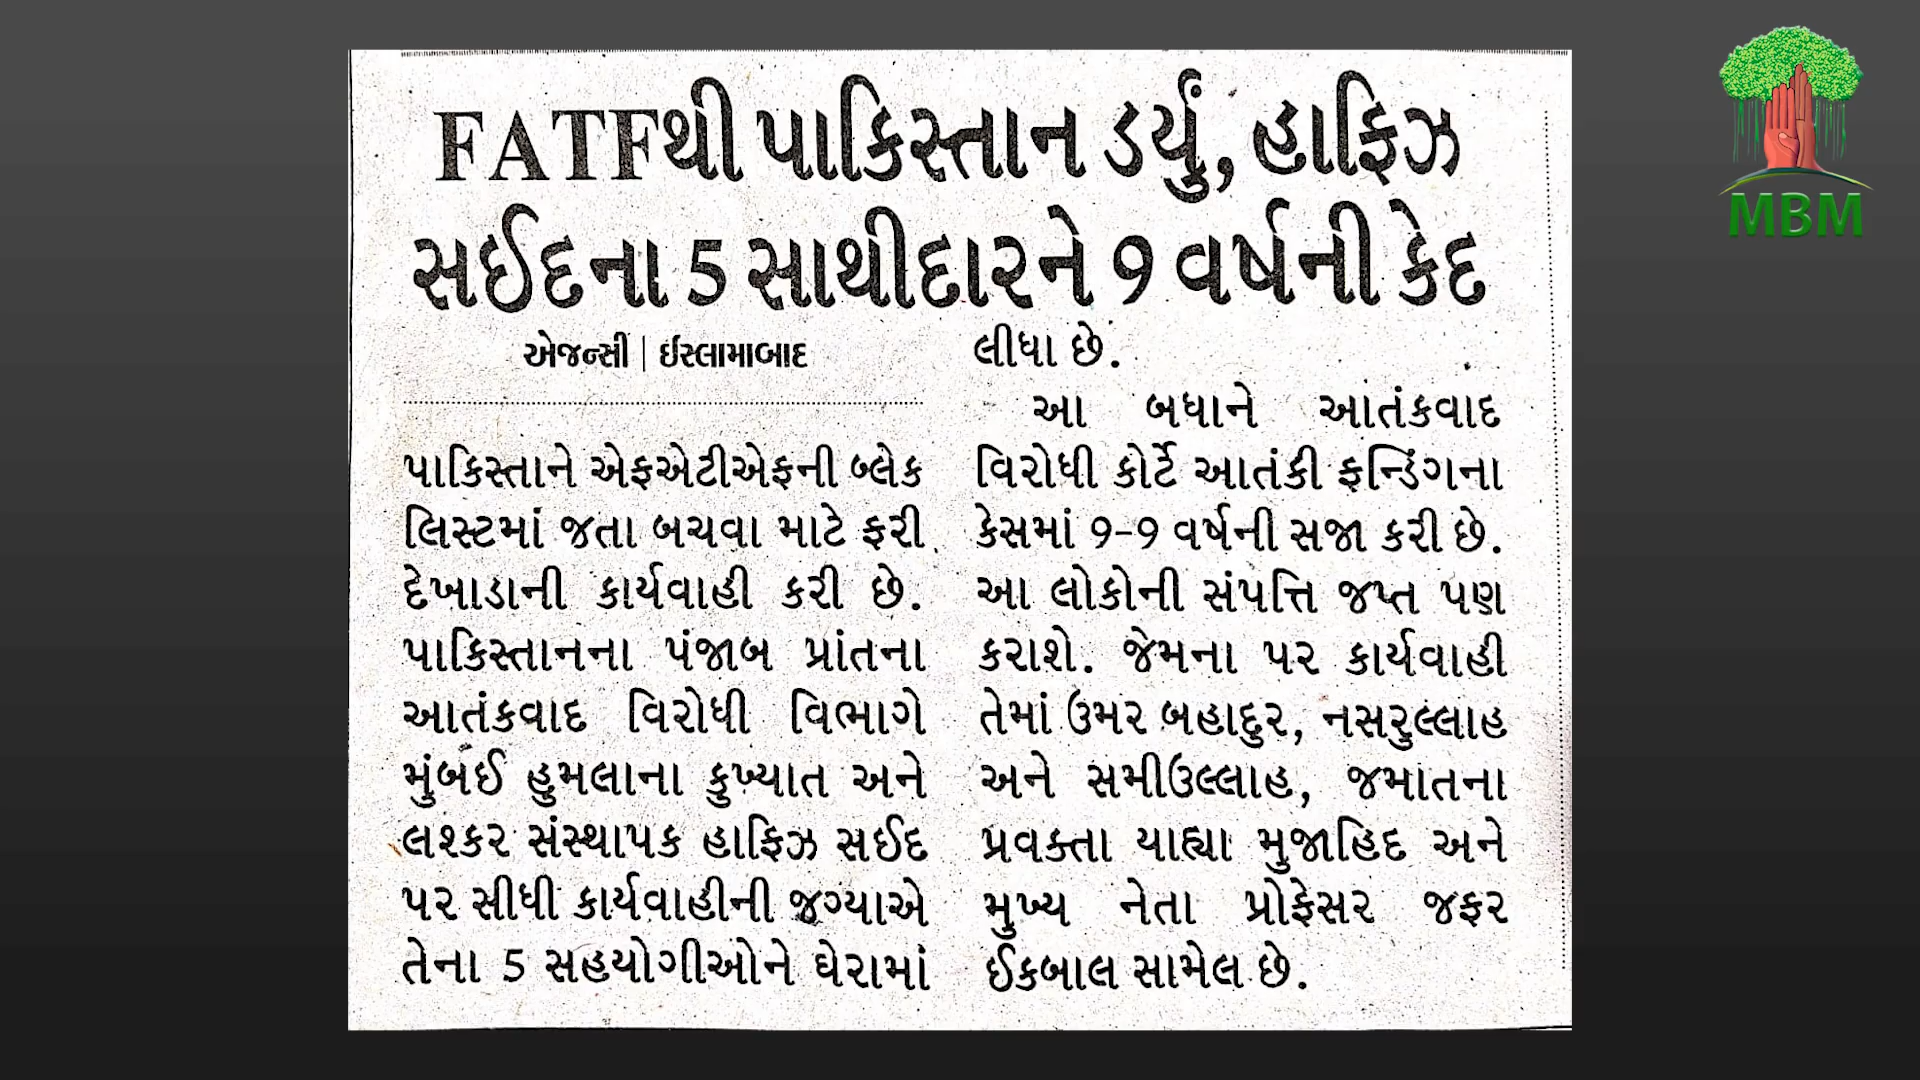 FATFથી પાકિસ્તાન ડર્યું, હાફિઝ
સઈદના 5 સાથીદારને 9 વર્ષની કેદ
એજન્સી | ઈસ્લામાબાદ
પાકિસ્તાને એફએટીએફની બ્લેક
લિસ્ટમાં જતા બચવા માટે ફરી
દેખાડાની કાર્યવાહી કરી છે.
પાકિસ્તાનના પંજાબ પ્રાંતના
આતંકવાદ વિરોધી વિભાગે
મુંબઈ હુમલાના કુખ્યાત અને
લશ્કર સંસ્થાપક હાફિઝ સઈદ
પર સીધી કાર્યવાહીની જગ્યાએ
તેના 5 સહયોગીઓને ઘેરામાં
લીધા છે.
આ બધાને આતંકવાદ
વિરોધી કોર્ટે આતંકી ફન્ડિંગના
કેસમાં 9-9 વર્ષની સજા કરી છે.
આ લોકોની સંપત્તિ જપ્ત પણ
કરાશે. જેમના પર કાર્યવાહી
તેમાં ઉમર બહાદુર, નસરુલ્લાહ
અને સમીઉલ્લાહ, જમાતના
પ્રવક્તા યાહ્યા મુજાહિદ અને
મુખ્ય નેતા પ્રોફેસર જફર
ઈકબાલ સામેલ છે.
MBM